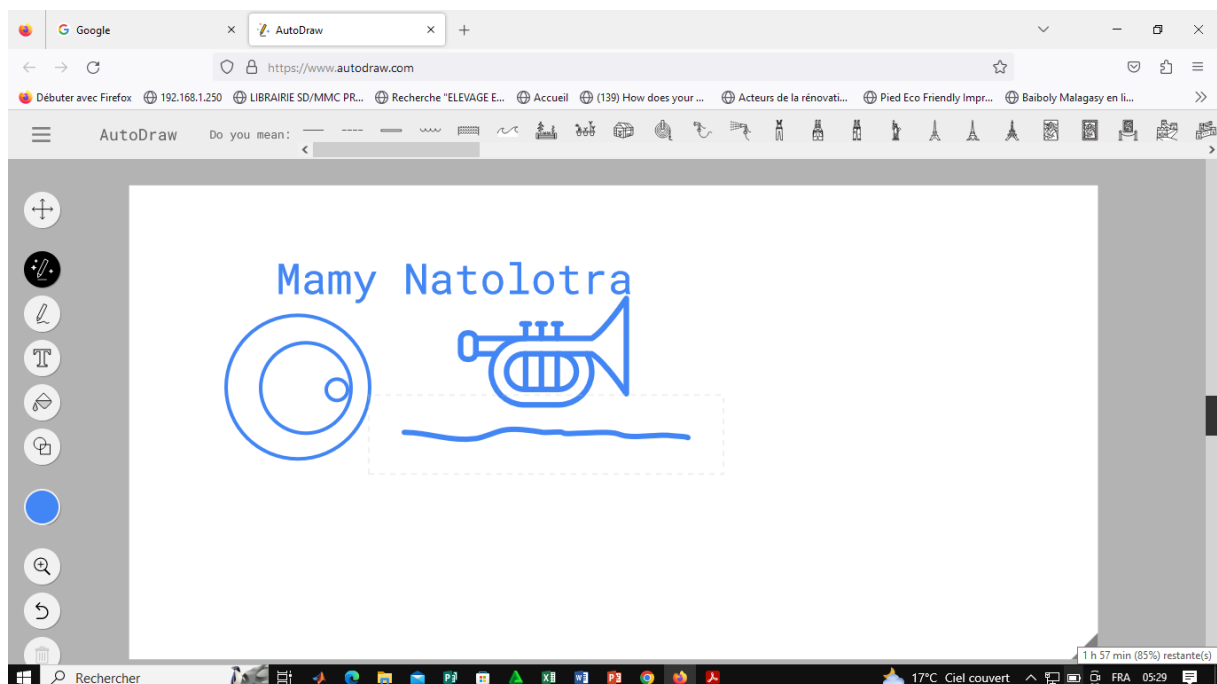 Google
AutoDraw
https://www.autodraw.com
Débuter avec Firefox 192.168.1.250 LIBRAIRIE SD/MMC PR... Recherche "ELEVAGE E... Accueil (139) How does your ... Acteurs de la rénovati... Pied Eco Friendly Impr... Baiboly Malagasy en li...
AutoDraw Do you mean:
Mamy Natolotra
1 h 57 min (85%) restante(s)
Rechercher 17°C Ciel couvert FRA 05:29